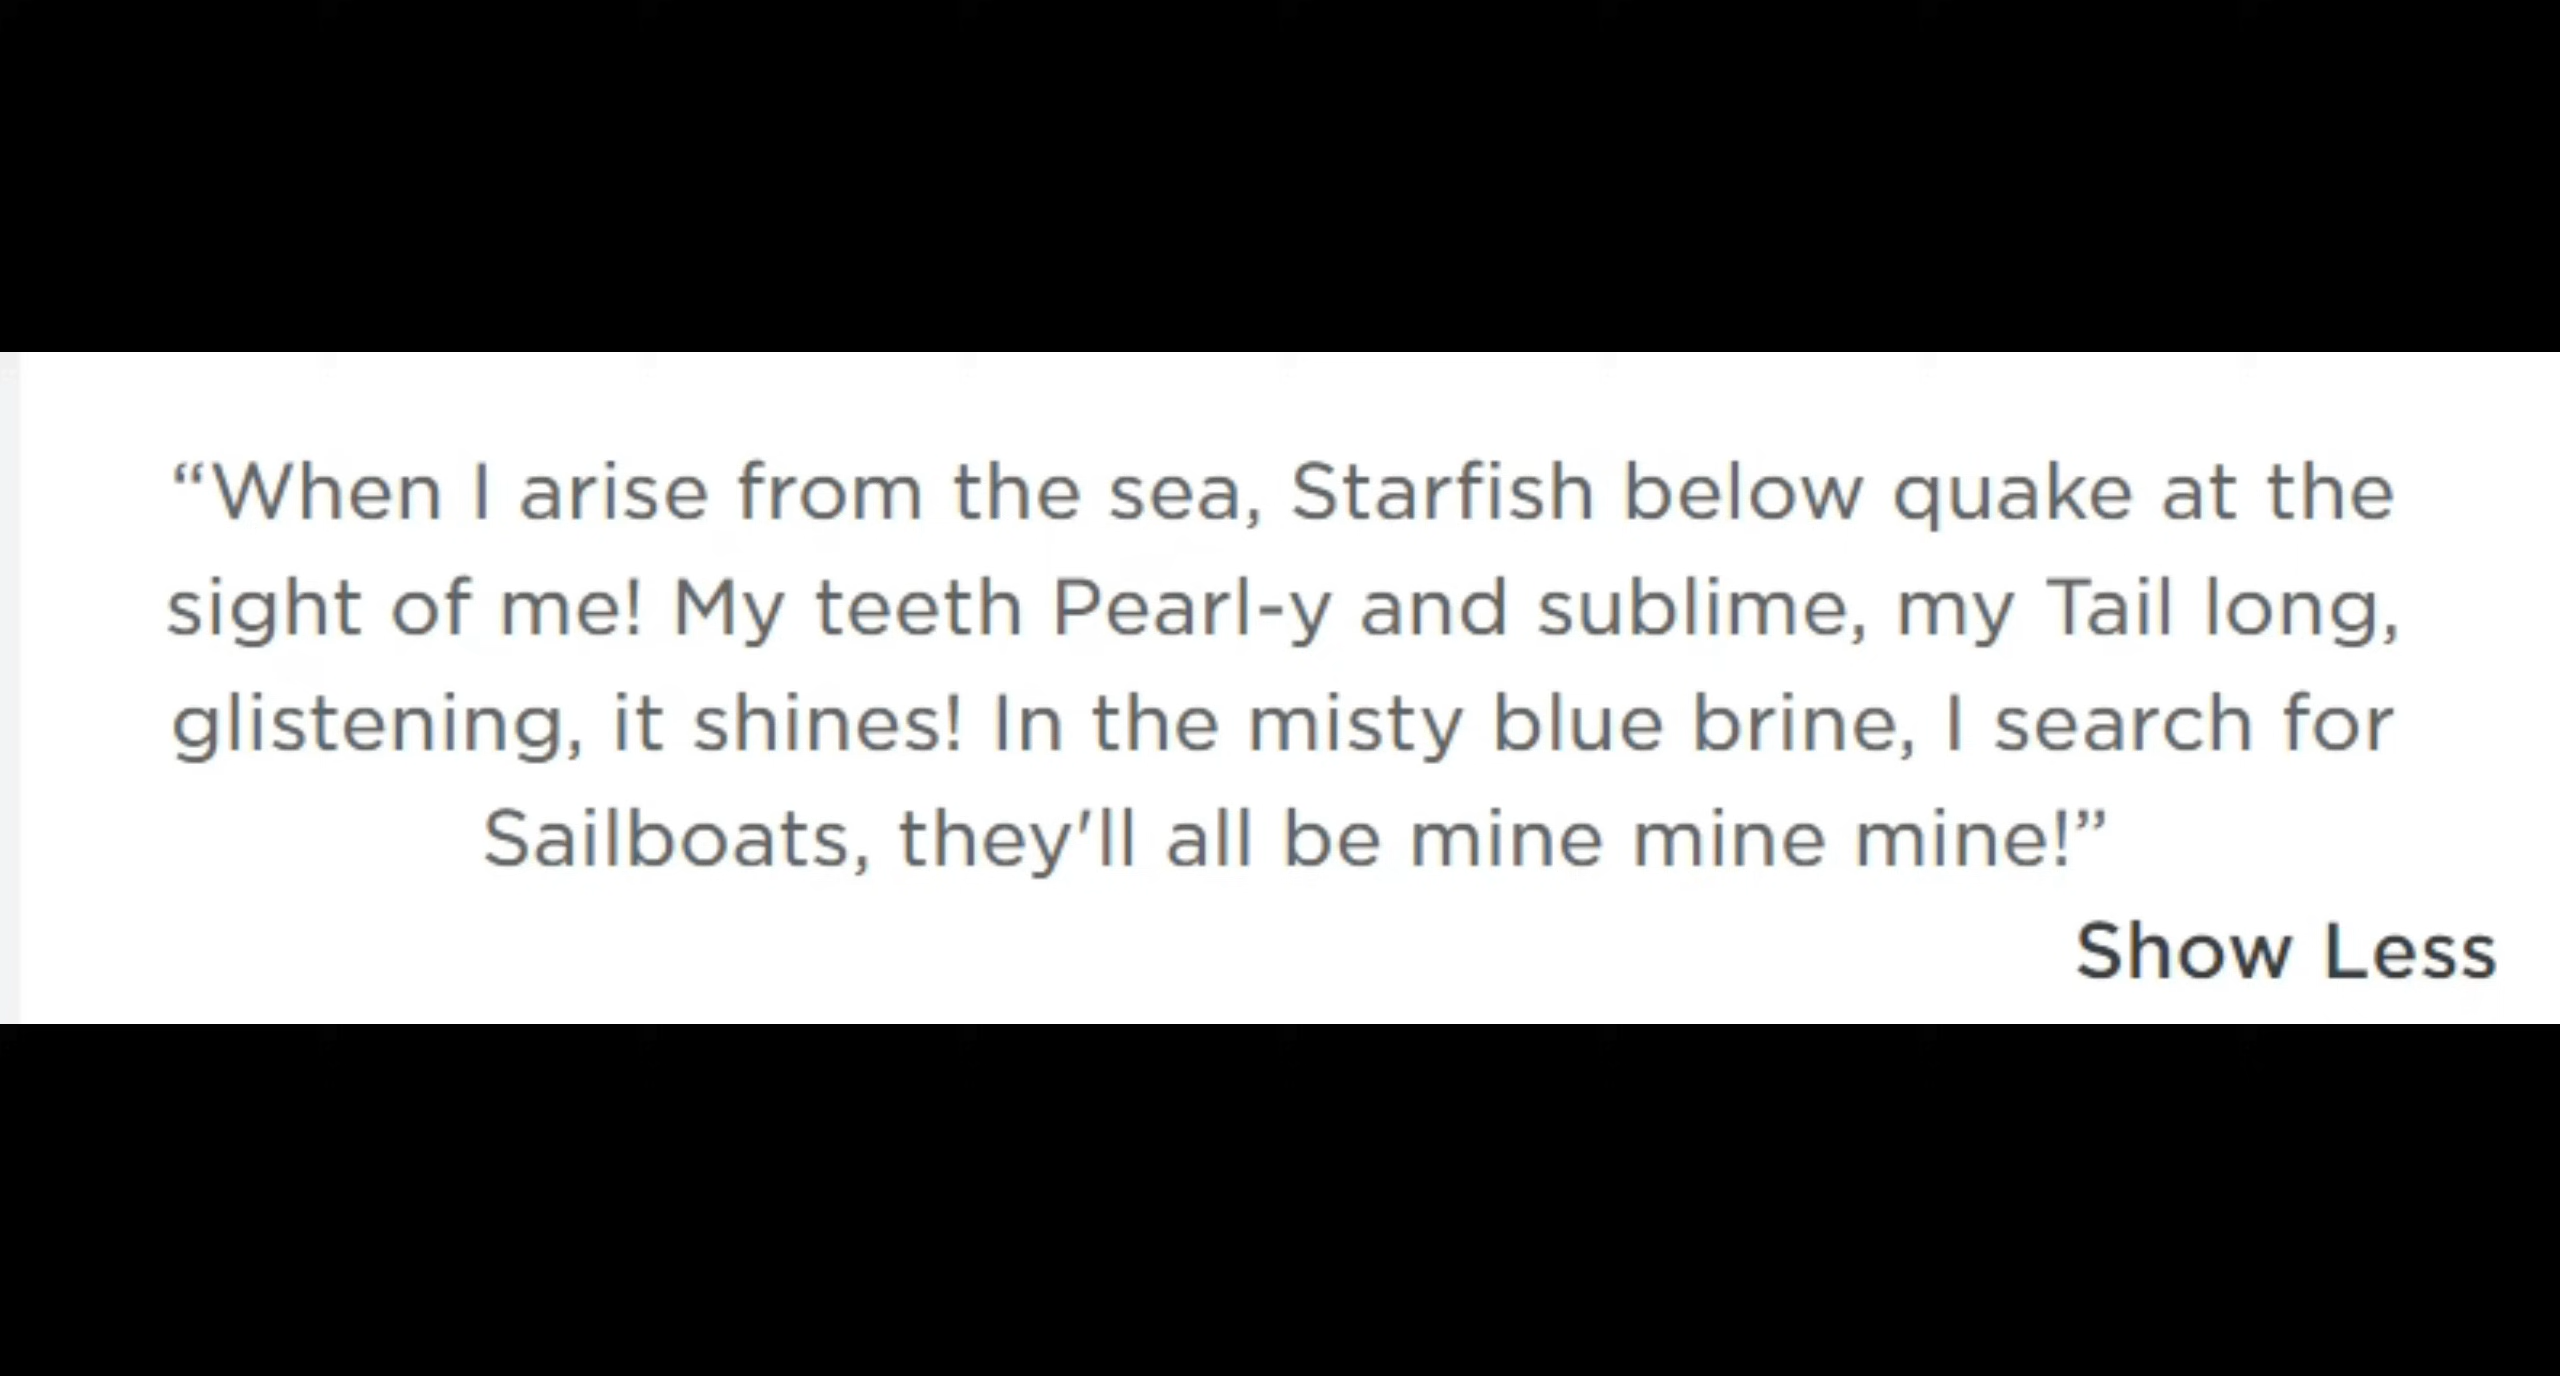 “When I arise from the sea, Starfish below quake at the
sight of me! My teeth Pearl-y and sublime, my Tail long,
glistening, it shines! In the misty blue brine, I search for
Sailboats, they'll all be mine mine mine!”
Show Less